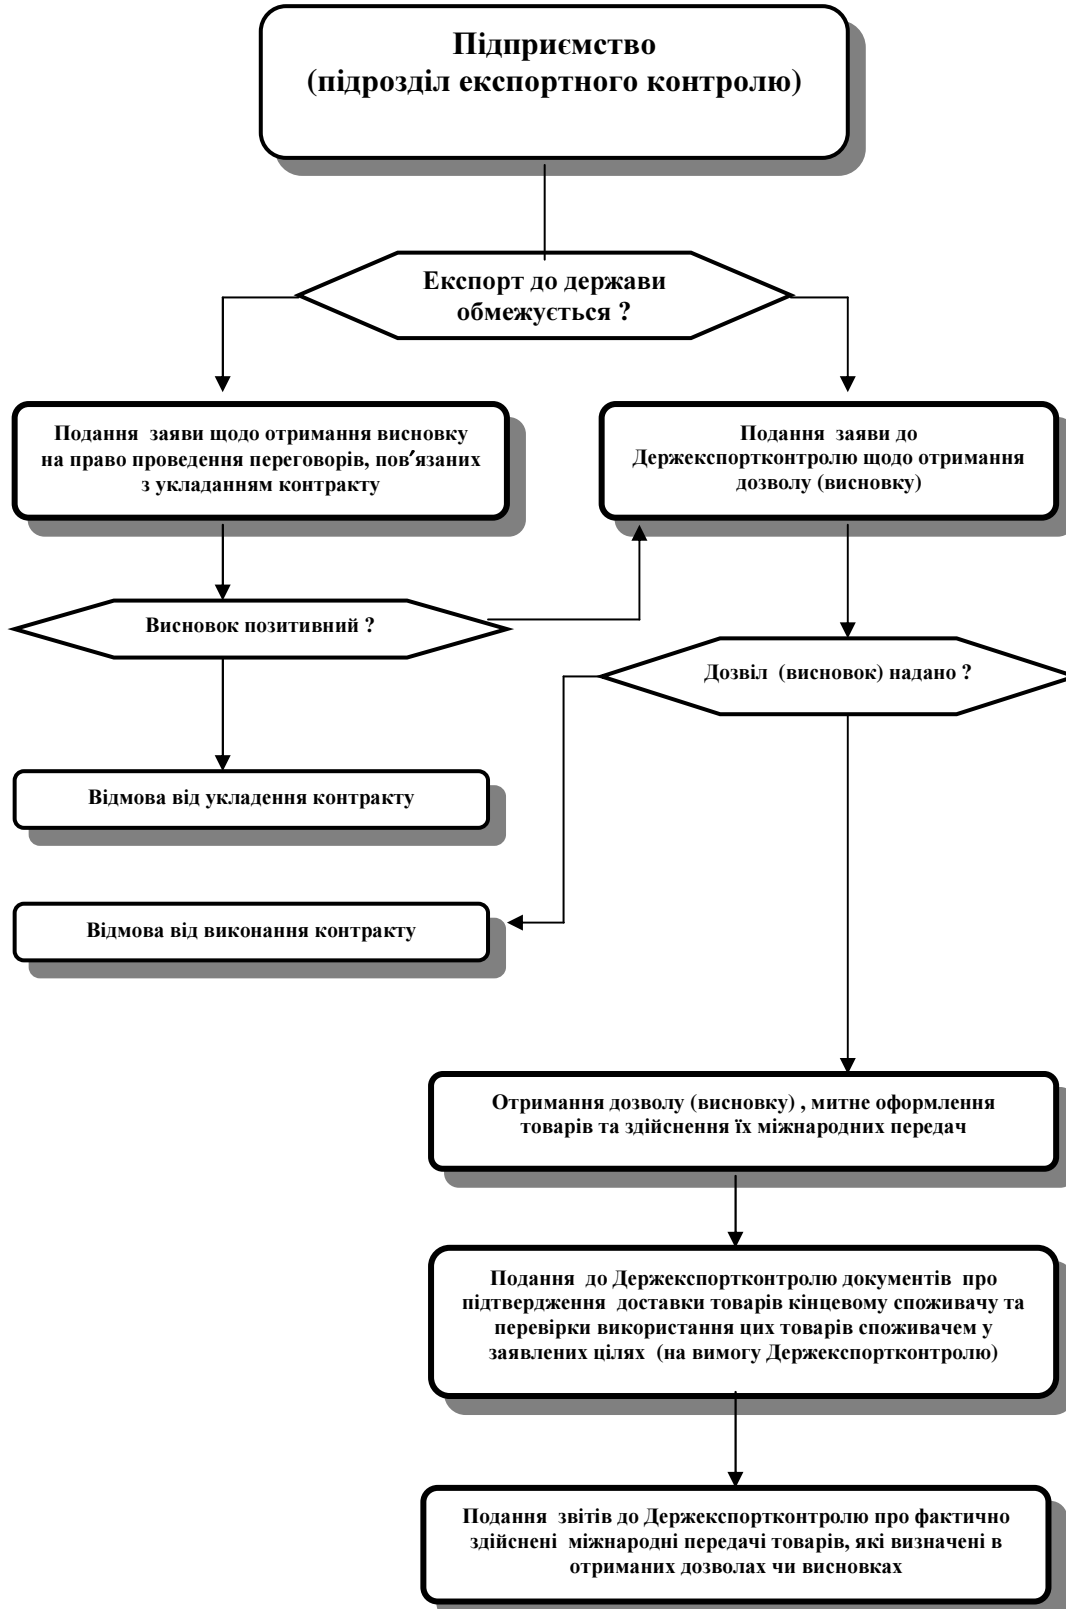 Підприємство
(підрозділ експортного контролю)
Експорт до держави
обмежується ?
Подання заяви щодо отримання висновку
на право проведення переговорів, пов′язаних
з укладанням контракту
Подання заяви до
Держекспортконтролю щодо отримання
дозволу (висновку)
Висновок позитивний ?
Дозвіл (висновок) надано ?
Відмова від укладення контракту
Відмова від виконання контракту
Отримання дозволу (висновку) , митне оформлення
товарів та здійснення їх міжнародних передач
Подання до Держекспортконтролю документів про
підтвердження доставки товарів кінцевому споживачу та
перевірки використання цих товарів споживачем у
заявлених цілях (на вимогу Держекспортконтролю)
Подання звітів до Держекспортконтролю про фактично
здійснені міжнародні передачі товарів, які визначені в
отриманих дозволах чи висновках